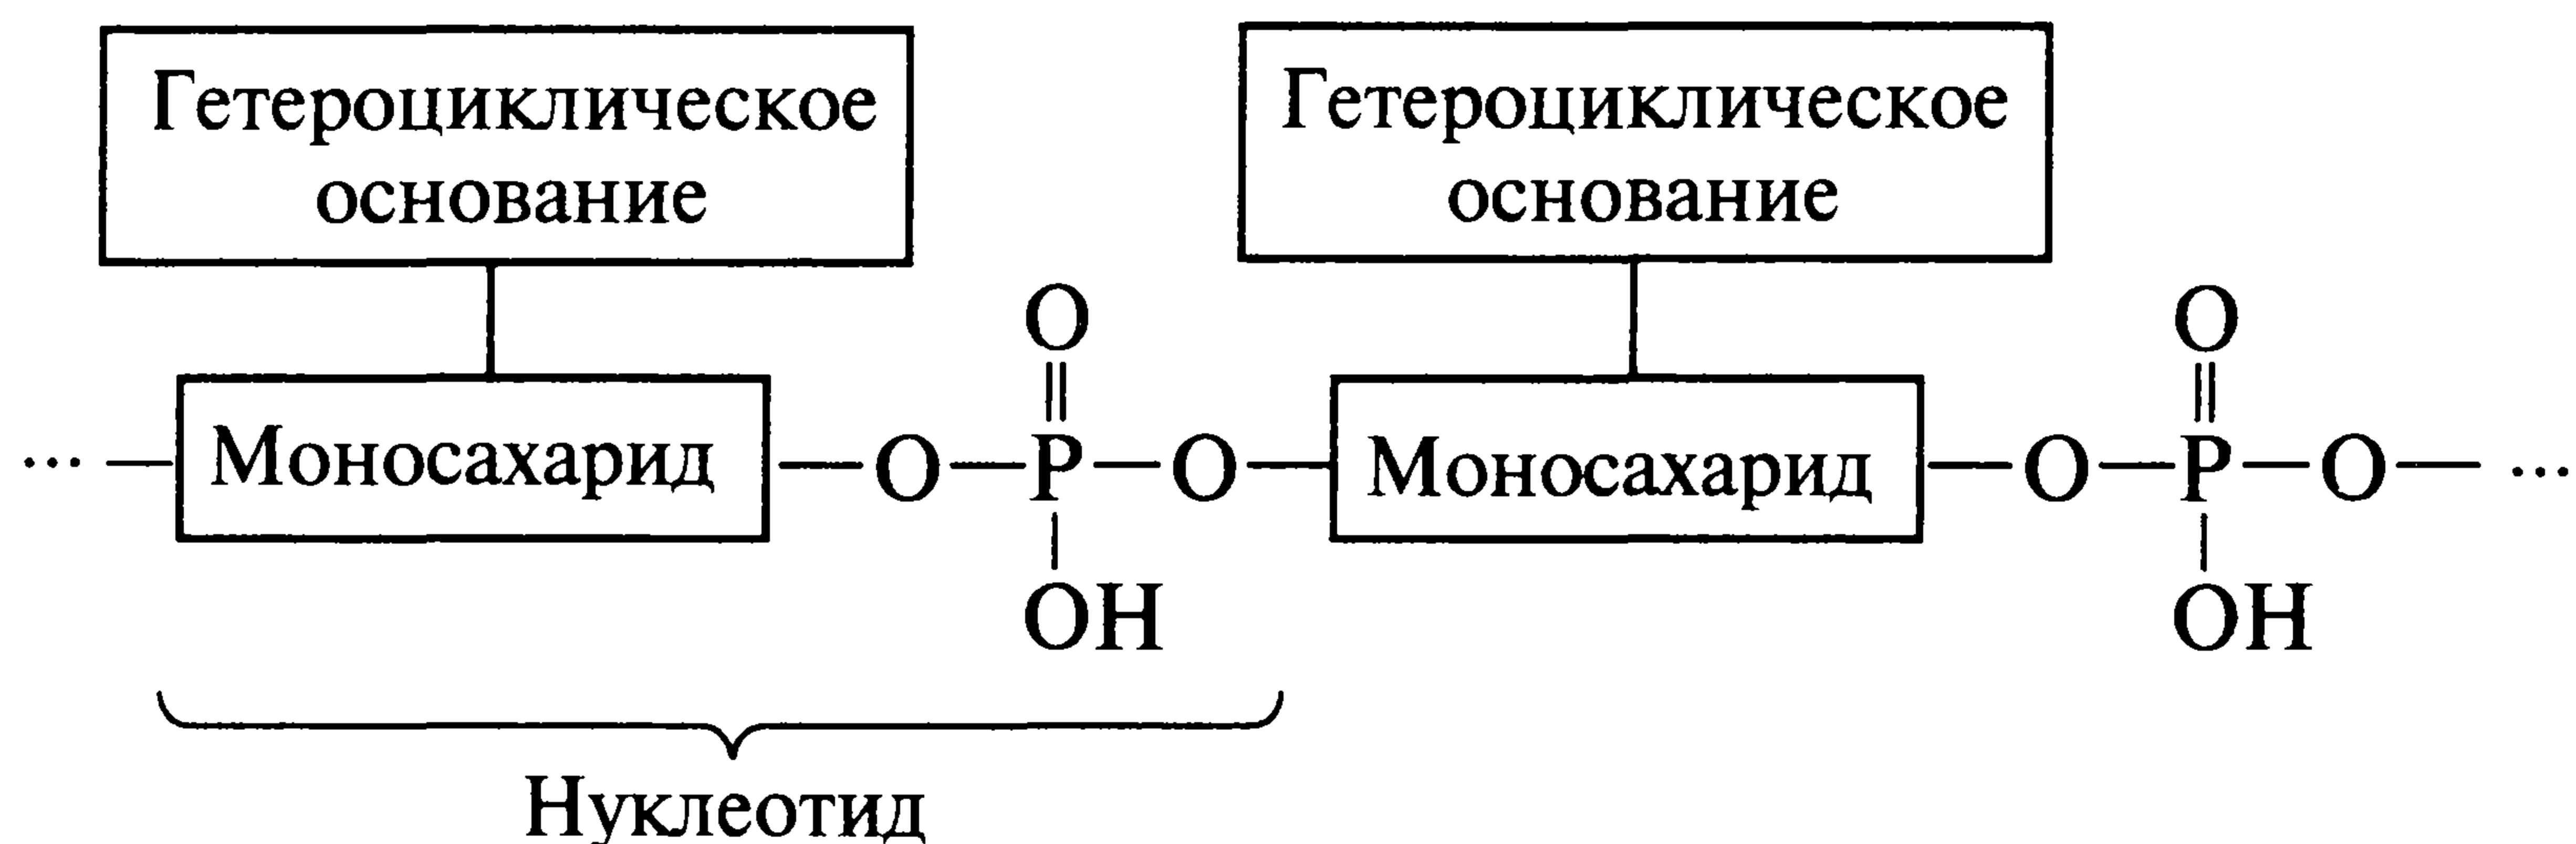 Гетероциклическое
основание
Гетероциклическое
основание
O
O
... — Моносахарид — O — P — O — Моносахарид — O — P — O — ...
OH
OH
Нуклеотид